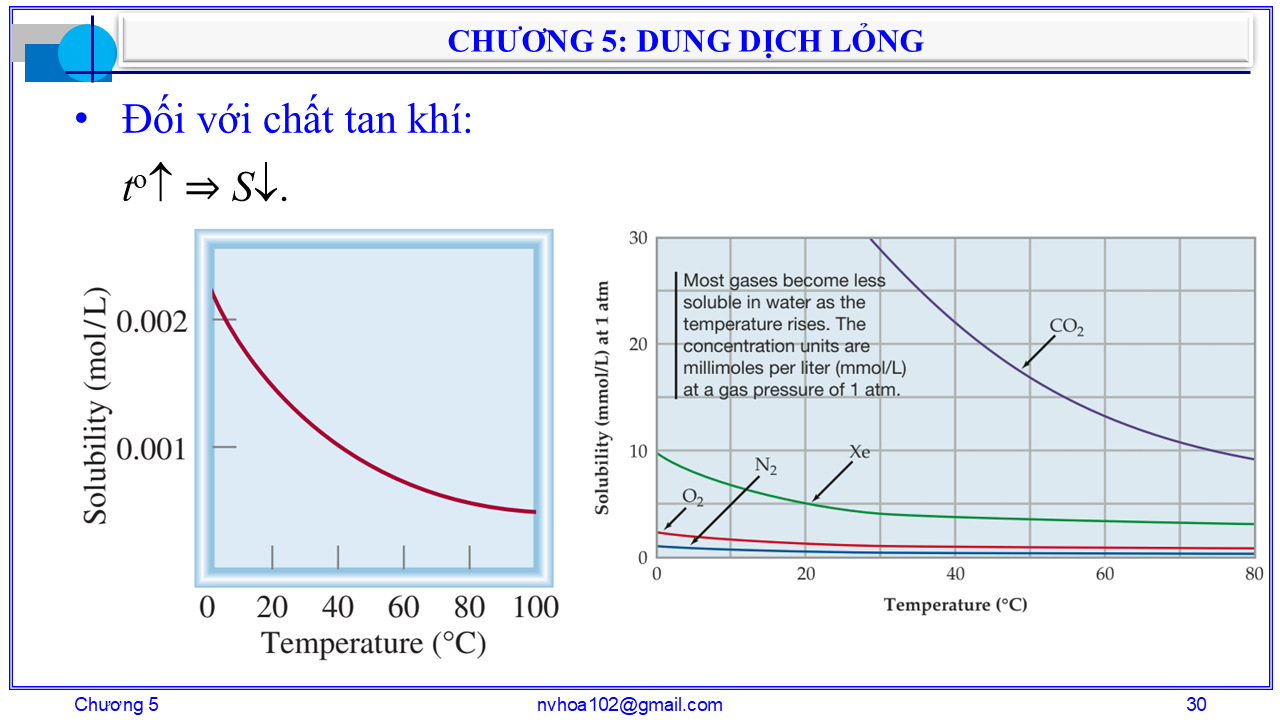 CHƯƠNG 5: DUNG DỊCH LỎNG
• Đối với chất tan khí:
tº↑ ⇒ S↓.
Solubility (mol/L)
0.002
0.001
0 20 40 60 80 100
Temperature (°C)
Solubility (mmol/L) at 1 atm
30
20
10
0
Most gases become less
soluble in water as the
temperature rises. The
concentration units are
millimoles per liter (mmol/L)
at a gas pressure of 1 atm.
CO₂
Xe
N₂
O₂
0 20 40 60 80
Temperature (°C)
Chương 5 nvhoa102@gmail.com 30